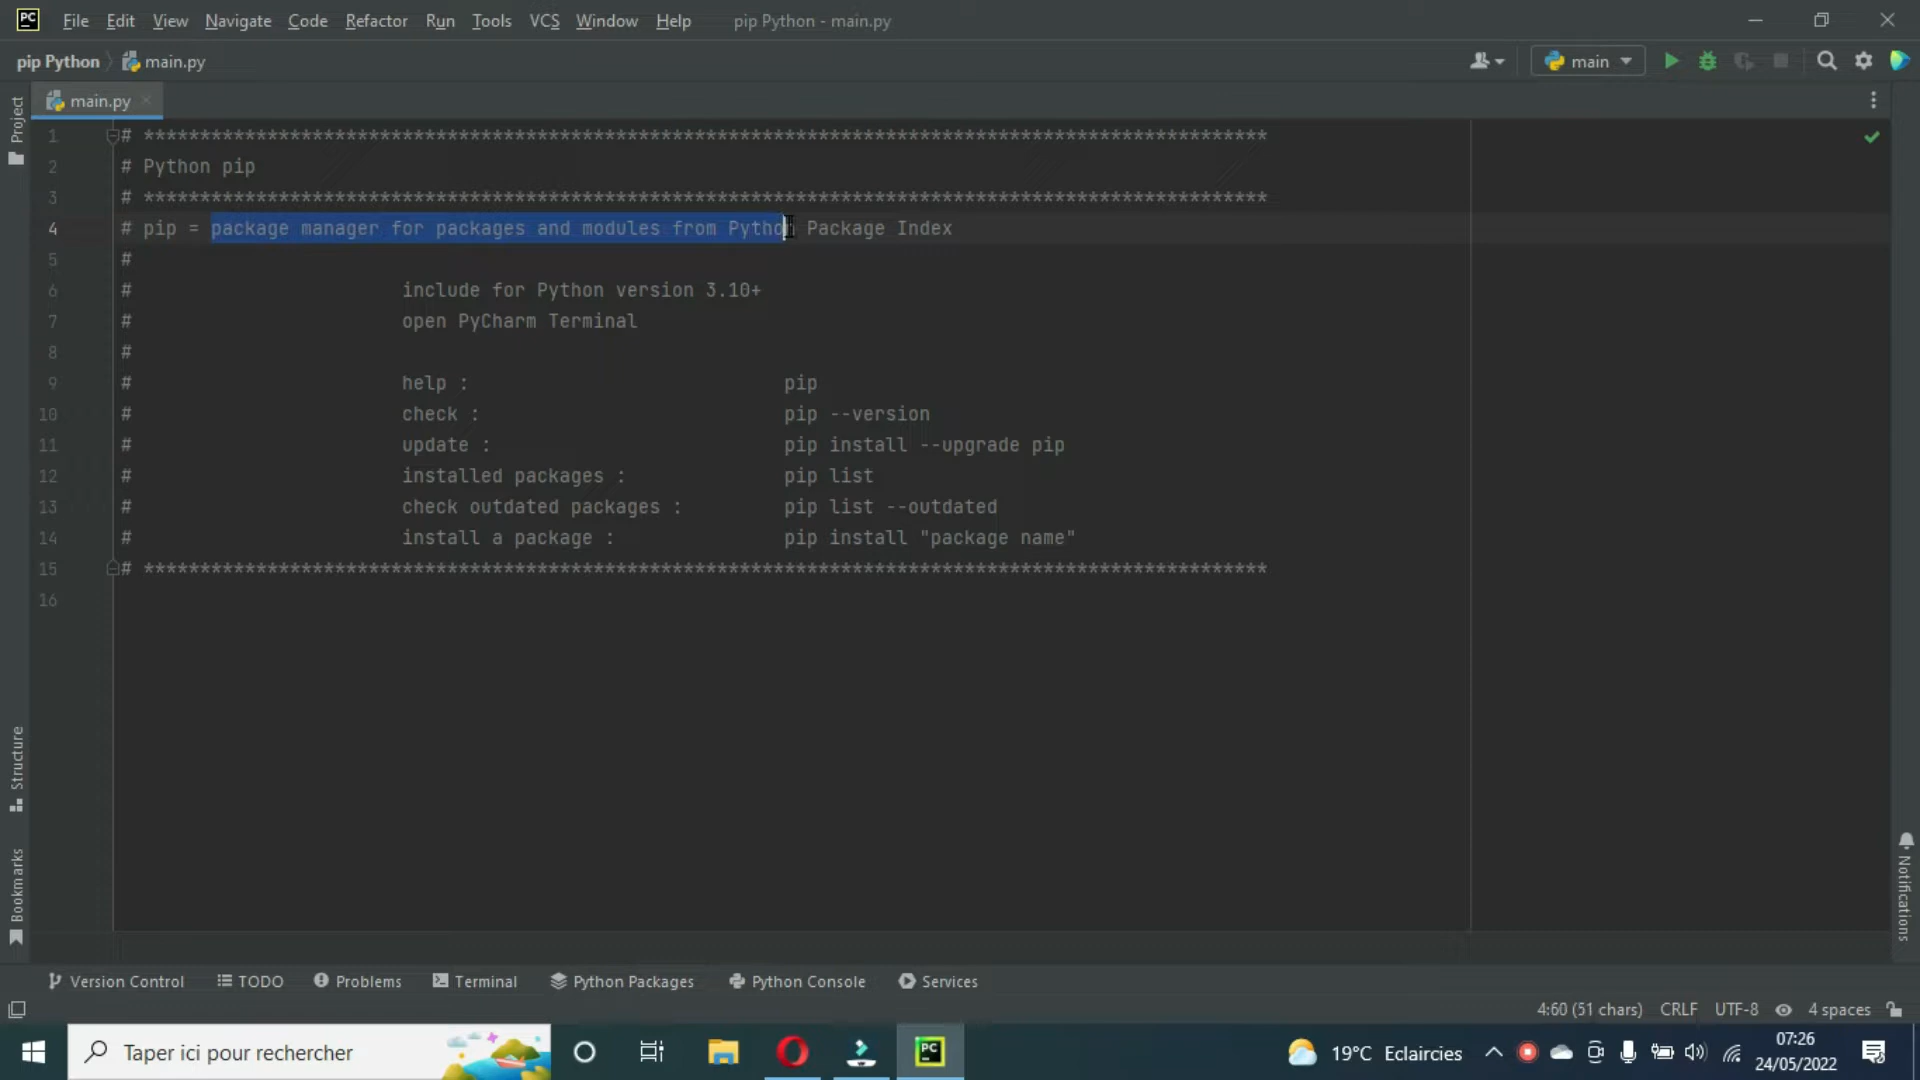 PC File Edit View Navigate Code Refactor Run Tools VCS Window Help pip Python - main.py
pip Python main.py main
main.py
Project
1 # ****************************************************************************************************
2 # Python pip
3 # ****************************************************************************************************
4 # pip = package manager for packages and modules from Python Package Index
5 #
6 # include for Python version 3.10+
7 # open PyCharm Terminal
8 #
9 # help : pip
10 # check : pip --version
11 # update : pip install --upgrade pip
12 # installed packages : pip list
13 # check outdated packages : pip list --outdated
14 # install a package : pip install "package name"
15 # ****************************************************************************************************
16
Structure
Bookmarks
Notifications
Version Control TODO Problems Terminal Python Packages Python Console Services
4:60 (51 chars) CRLF UTF-8 4 spaces
Taper ici pour rechercher PC 19°C Eclaircies 07:26
24/05/2022